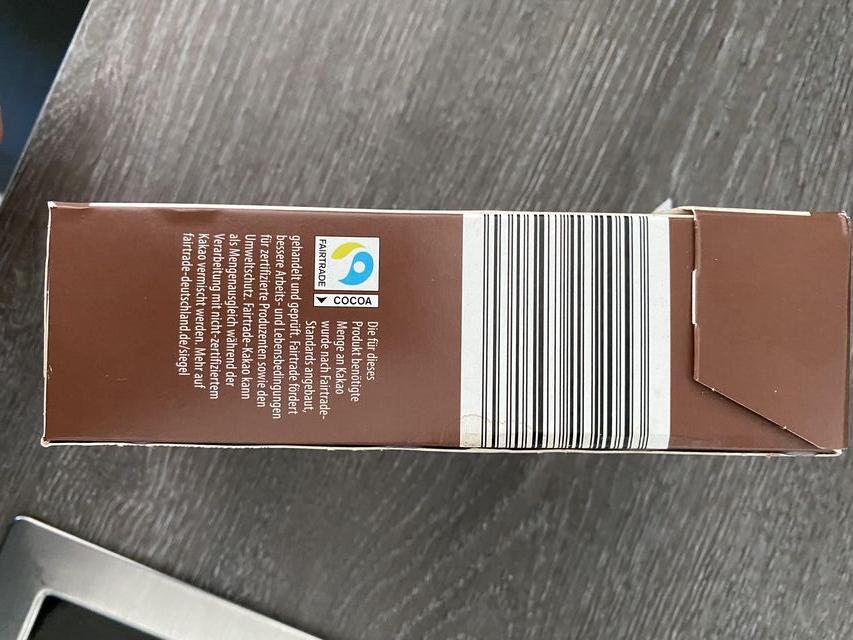 FAIRTRADE
COCOA
Die für dieses
Produkt benötigte
Menge an Kakao
wurde nach Fairtrade-
Standards angebaut,
gehandelt und geprüft. Fairtrade fördert
bessere Arbeits- und Lebensbedingungen
für zertifizierte Produzenten sowie den
Umweltschutz. Fairtrade-Kakao kann
als Mengenausgleich während der
Verarbeitung mit nicht-zertifiziertem
Kakao vermischt werden. Mehr auf
fairtrade-deutschland.de/siegel